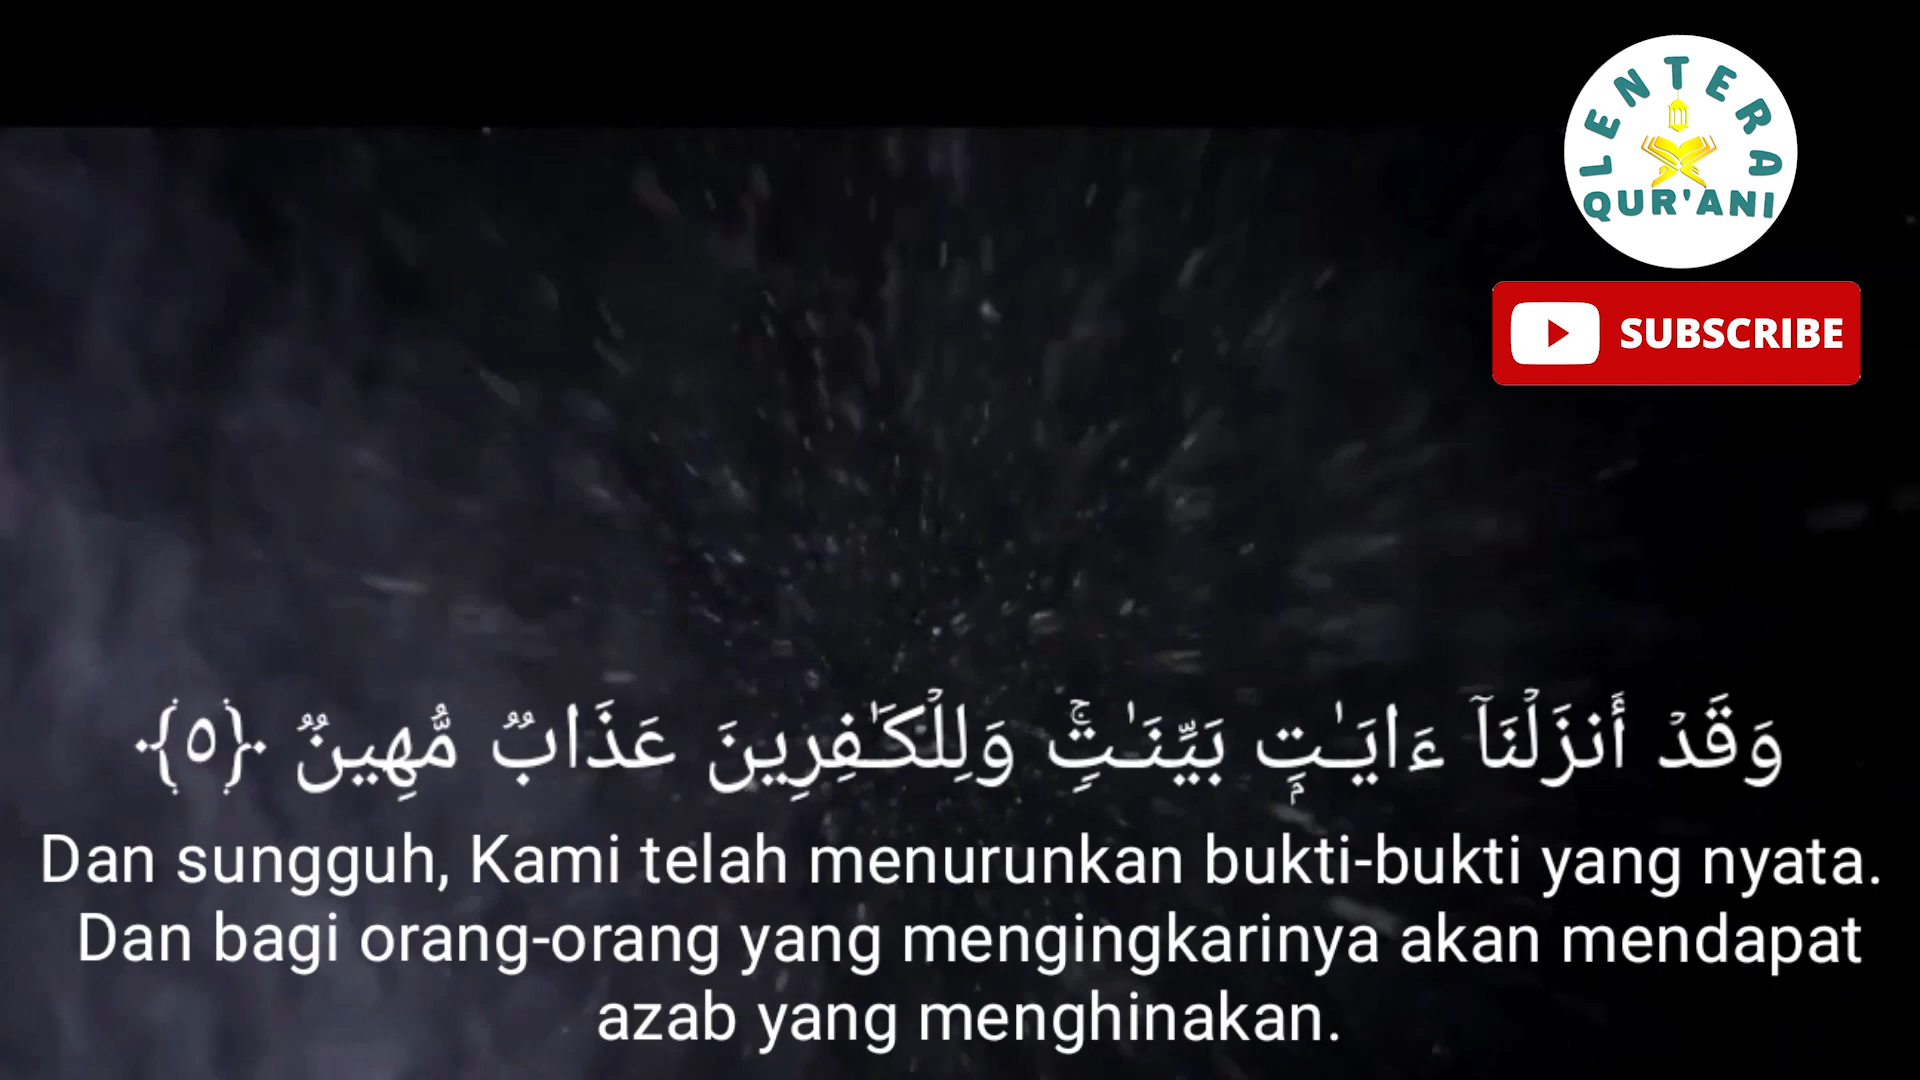 LENTERA
QUR'ANI
SUBSCRIBE
وَقَدْ أَنزَلْنَآ ءَايَـٰتٍۭ بَيِّنَـٰتٍۚ وَلِلْكَـٰفِرِينَ عَذَابٌ مُّهِينٌ ﴿٥﴾
Dan sungguh, Kami telah menurunkan bukti-bukti yang nyata.
Dan bagi orang-orang yang mengingkarinya akan mendapat
azab yang menghinakan.